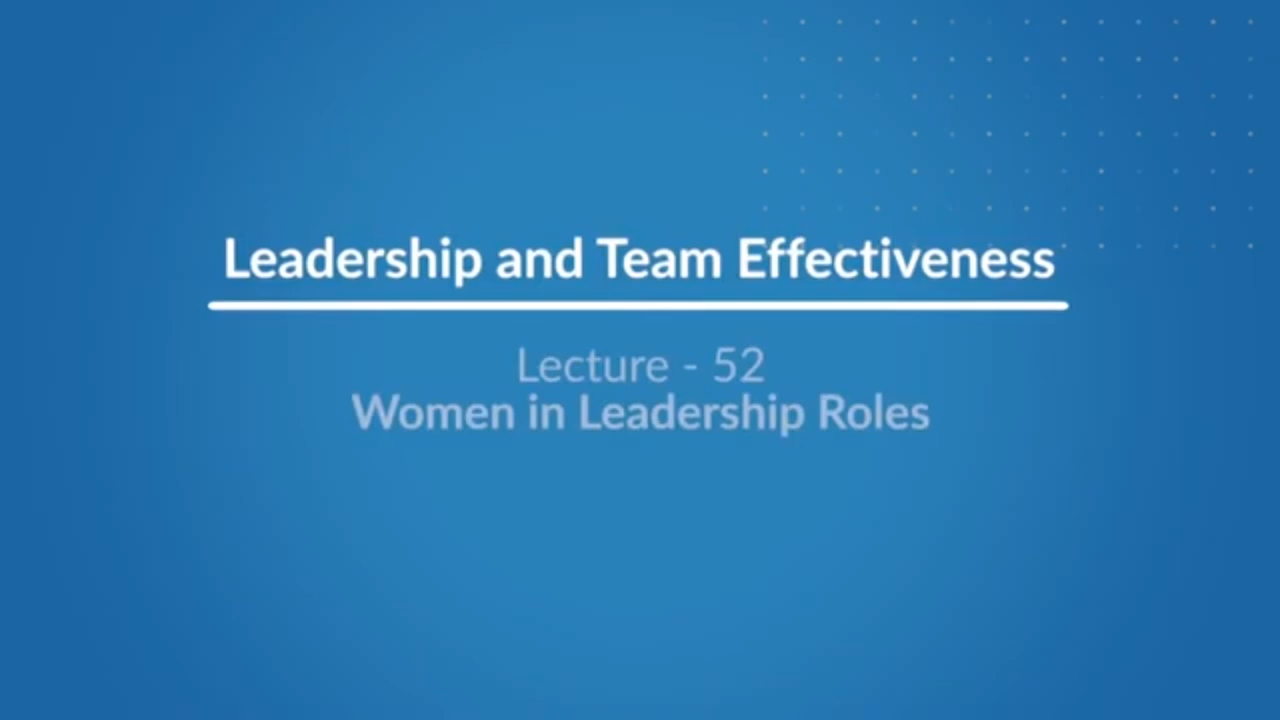 Leadership and Team Effectiveness
Lecture - 52
Women in Leadership Roles